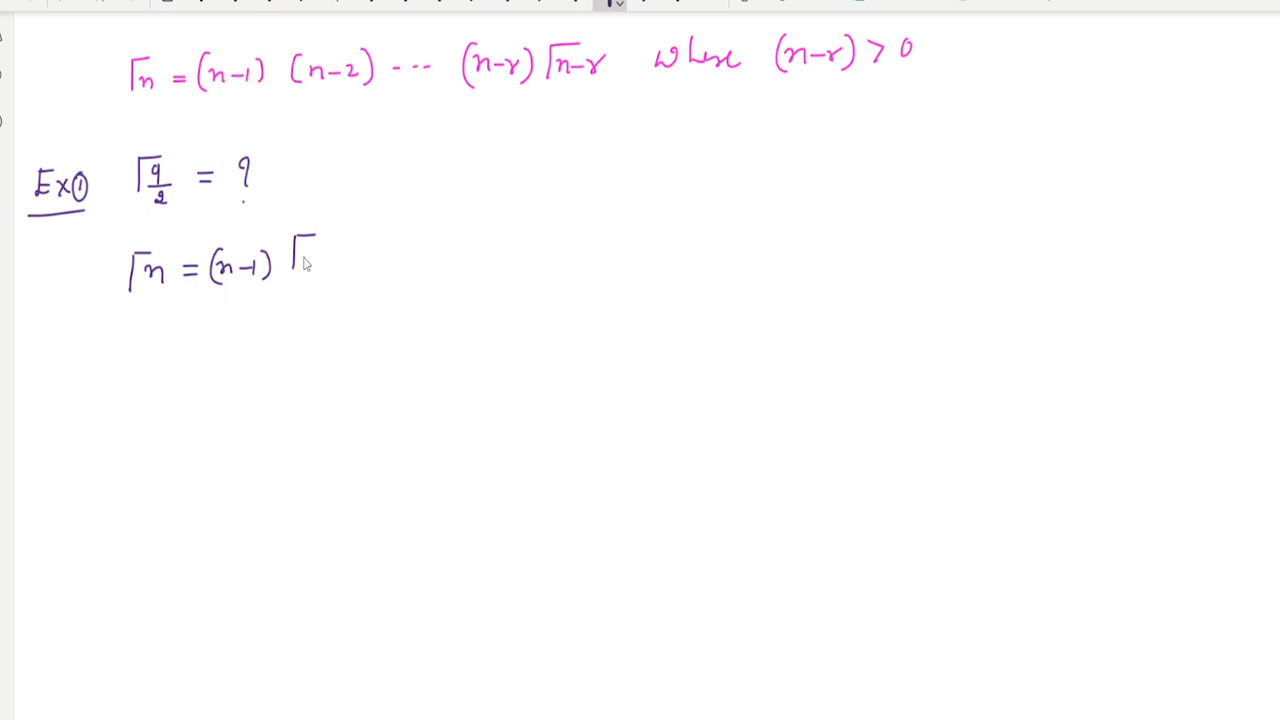 Γn = (n-1) (n-2) --- (n-r) Γn-r where (n-r) > 0
Ex① Γ9/2 = ?
Γn = (n-1) Γ